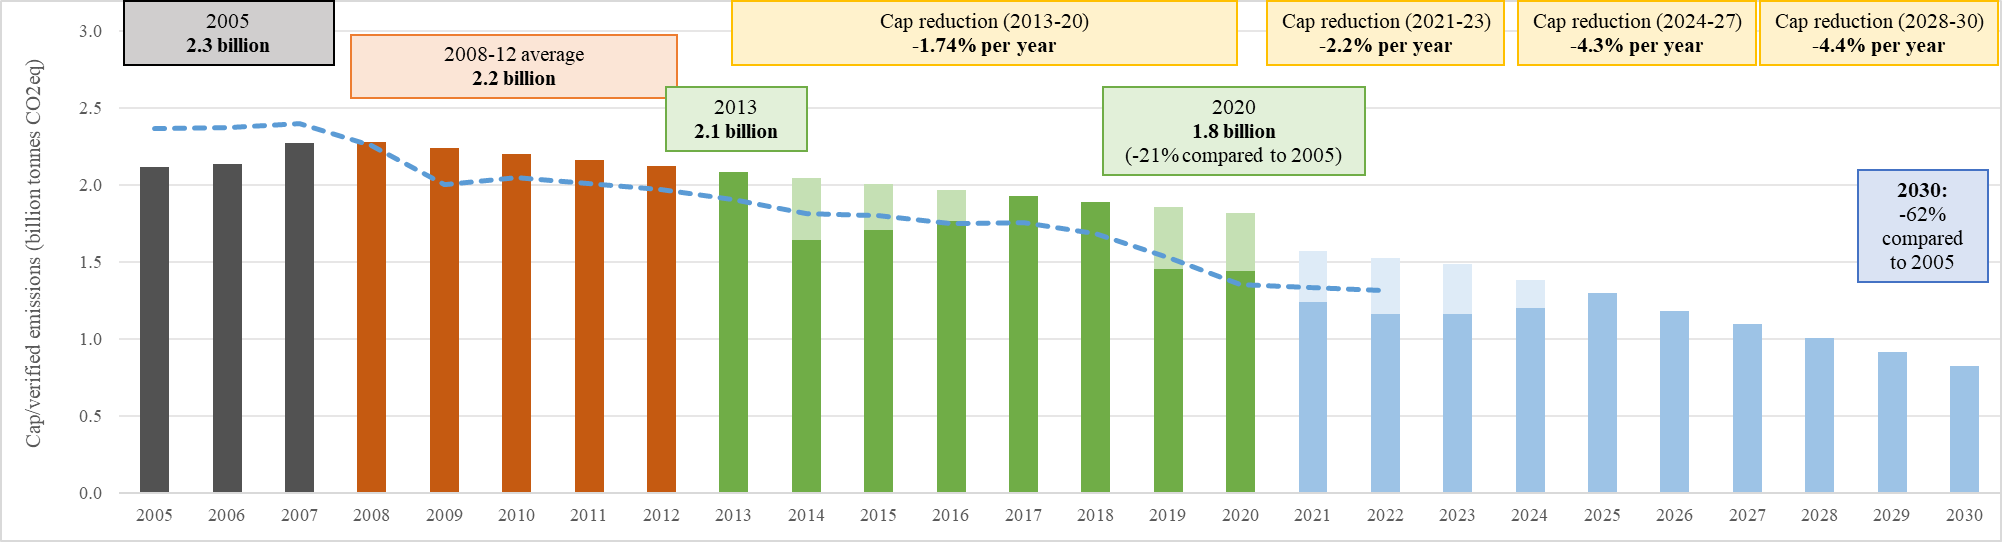 2005
2.3 billion
2008-12 average
2.2 billion
Cap reduction (2013-20)
-1.74% per year
Cap reduction (2021-23)
-2.2% per year
Cap reduction (2024-27)
-4.3% per year
Cap reduction (2028-30)
-4.4% per year
2013
2.1 billion
2020
1.8 billion
(-21% compared to 2005)
2030:
-62%
compared
to 2005
Cap/verified emissions (billion tonnes CO2eq)
3.0
2.5
2.0
1.5
1.0
0.5
0.0
2005 2006 2007 2008 2009 2010 2011 2012 2013 2014 2015 2016 2017 2018 2019 2020 2021 2022 2023 2024 2025 2026 2027 2028 2029 2030